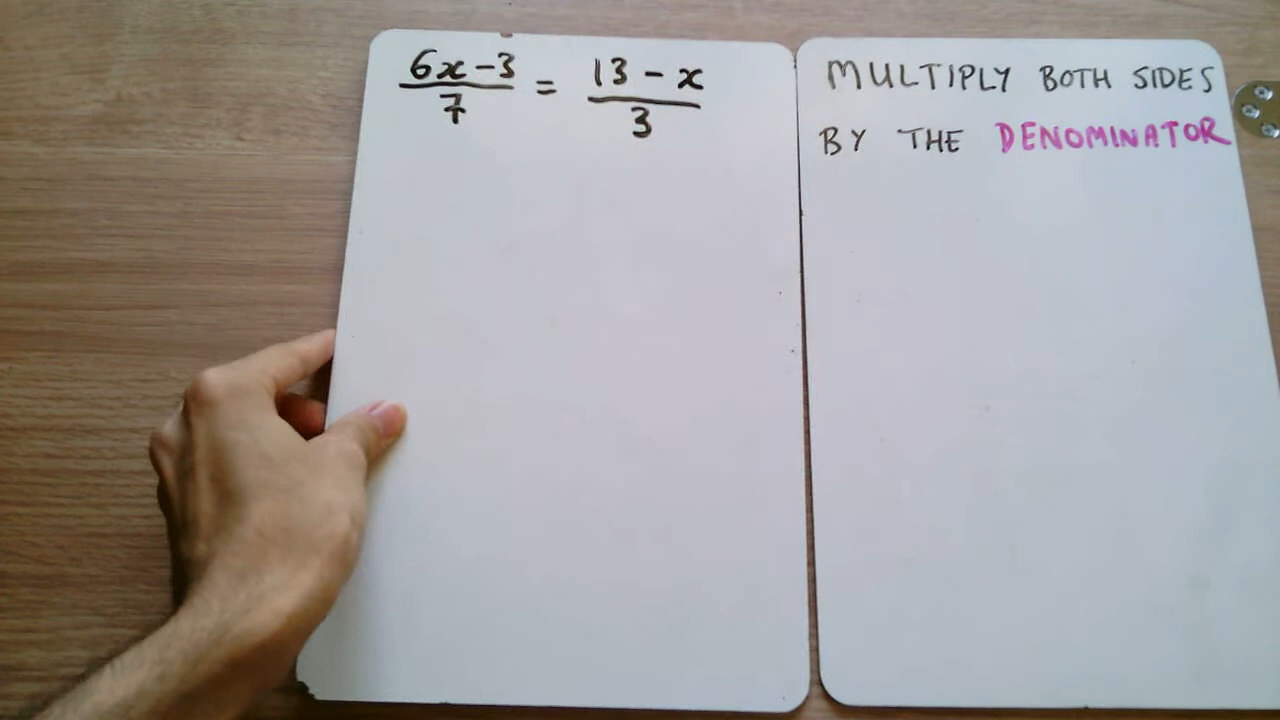 6x-3/7 = 13-x/3
MULTIPLY BOTH SIDES
BY THE DENOMINATOR